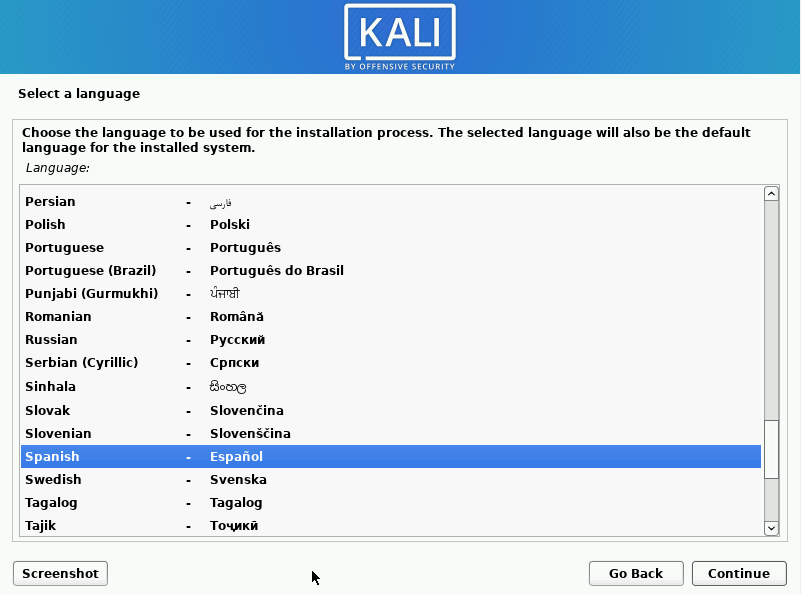 KALI
BY OFFENSIVE SECURITY
Select a language
Choose the language to be used for the installation process. The selected language will also be the default
language for the installed system.
Language:
Persian - فارسی
Polish - Polski
Portuguese - Português
Portuguese (Brazil) - Português do Brasil
Punjabi (Gurmukhi) - ਪੰਜਾਬੀ
Romanian - Română
Russian - Русский
Serbian (Cyrillic) - Српски
Sinhala - සිංහල
Slovak - Slovenčina
Slovenian - Slovenščina
Spanish - Español
Swedish - Svenska
Tagalog - Tagalog
Tajik - Тоҷикӣ
Screenshot Go Back Continue